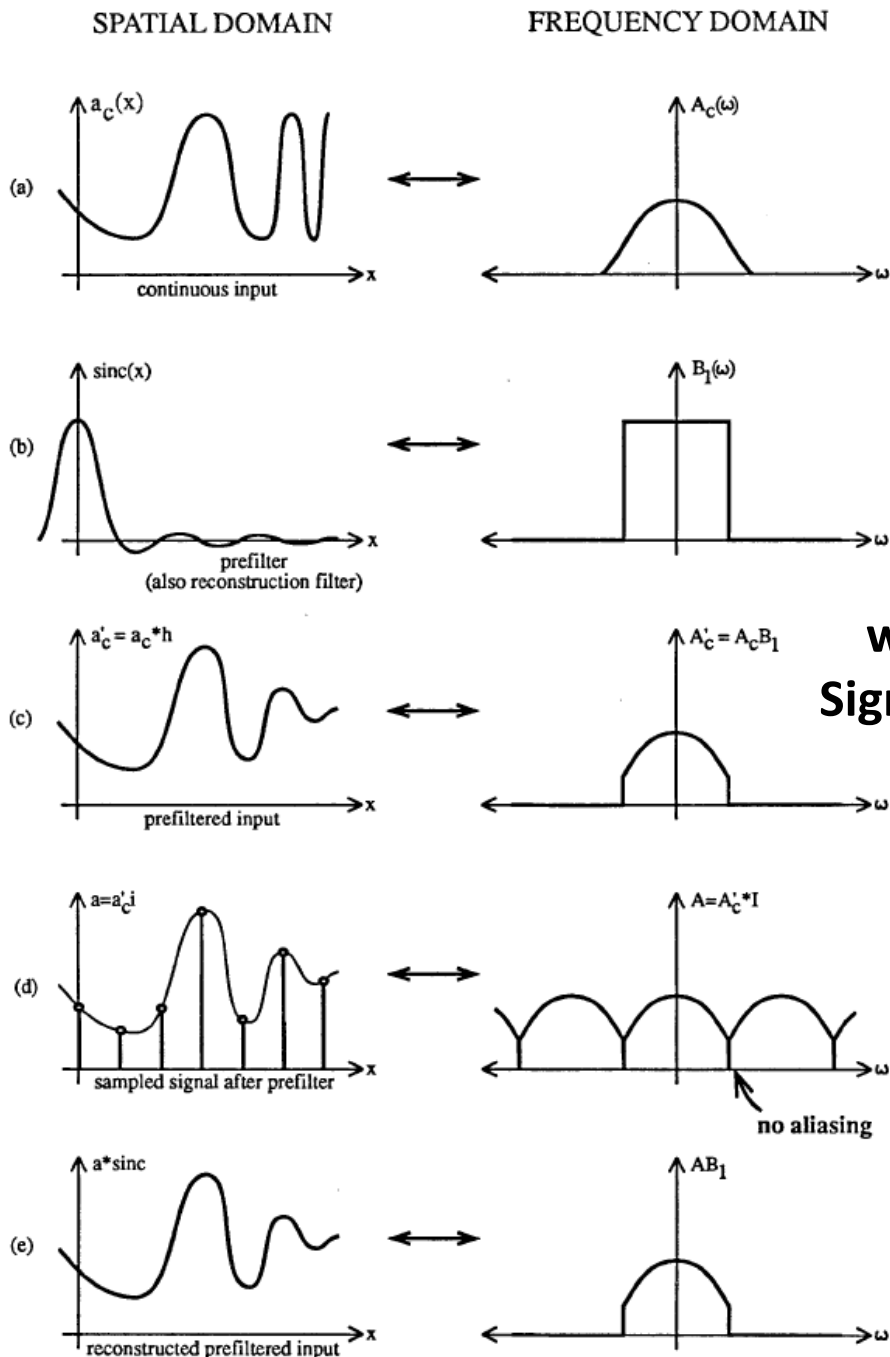 SPATIAL DOMAIN
FREQUENCY DOMAIN
(a)
a_c(x)
x
continuous input
A_c(ω)
ω
(b)
sinc(x)
x
prefilter
(also reconstruction filter)
B_1(ω)
ω
(c)
a'_c = a_c*h
x
prefiltered input
A'_c = A_cB_1
ω
w
Sign
(d)
a=a'_ci
x
sampled signal after prefilter
A=A'_c*I
ω
no aliasing
(e)
a*sinc
x
reconstructed prefiltered input
AB_1
ω